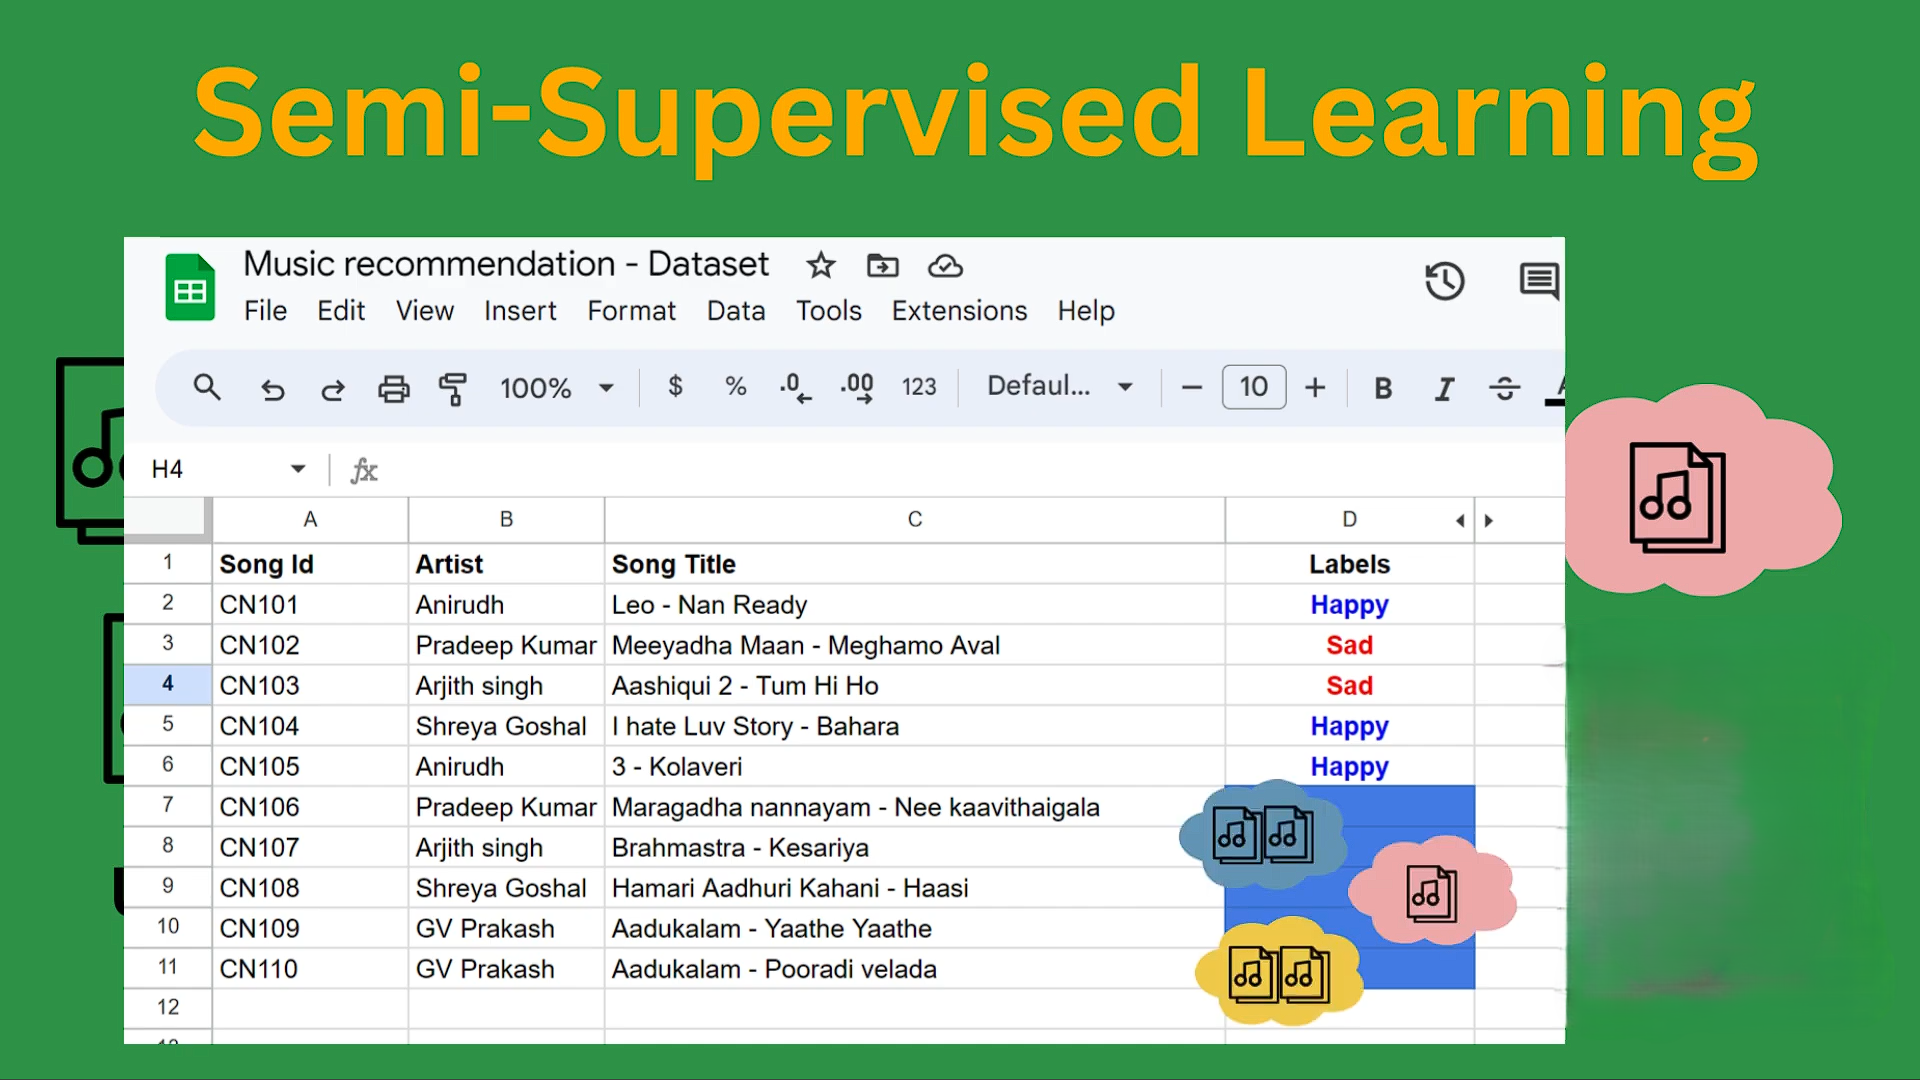 Semi-Supervised Learning
Music recommendation - Dataset
File Edit View Insert Format Data Tools Extensions Help
100% $ % .0 .00 123 Defaul... 10 B I S A
H4 fx
A B C D
1 Song Id Artist Song Title Labels
2 CN101 Anirudh Leo - Nan Ready Happy
3 CN102 Pradeep Kumar Meeyadha Maan - Meghamo Aval Sad
4 CN103 Arjith singh Aashiqui 2 - Tum Hi Ho Sad
5 CN104 Shreya Goshal I hate Luv Story - Bahara Happy
6 CN105 Anirudh 3 - Kolaveri Happy
7 CN106 Pradeep Kumar Maragadha nannayam - Nee kaavithaigala
8 CN107 Arjith singh Brahmastra - Kesariya
9 CN108 Shreya Goshal Hamari Aadhuri Kahani - Haasi
10 CN109 GV Prakash Aadukalam - Yaathe Yaathe
11 CN110 GV Prakash Aadukalam - Pooradi velada
12